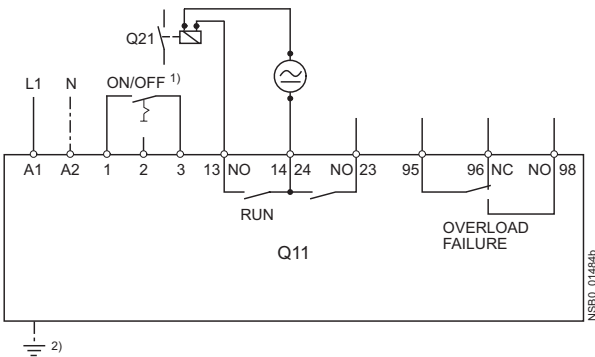 Q21
L1 N ON/OFF 1)
A1 A2 1 2 3 13 NO 14 24 NO 23 95 96 NC NO 98
RUN
OVERLOAD
FAILURE
Q11
NSB0_01484b
2)